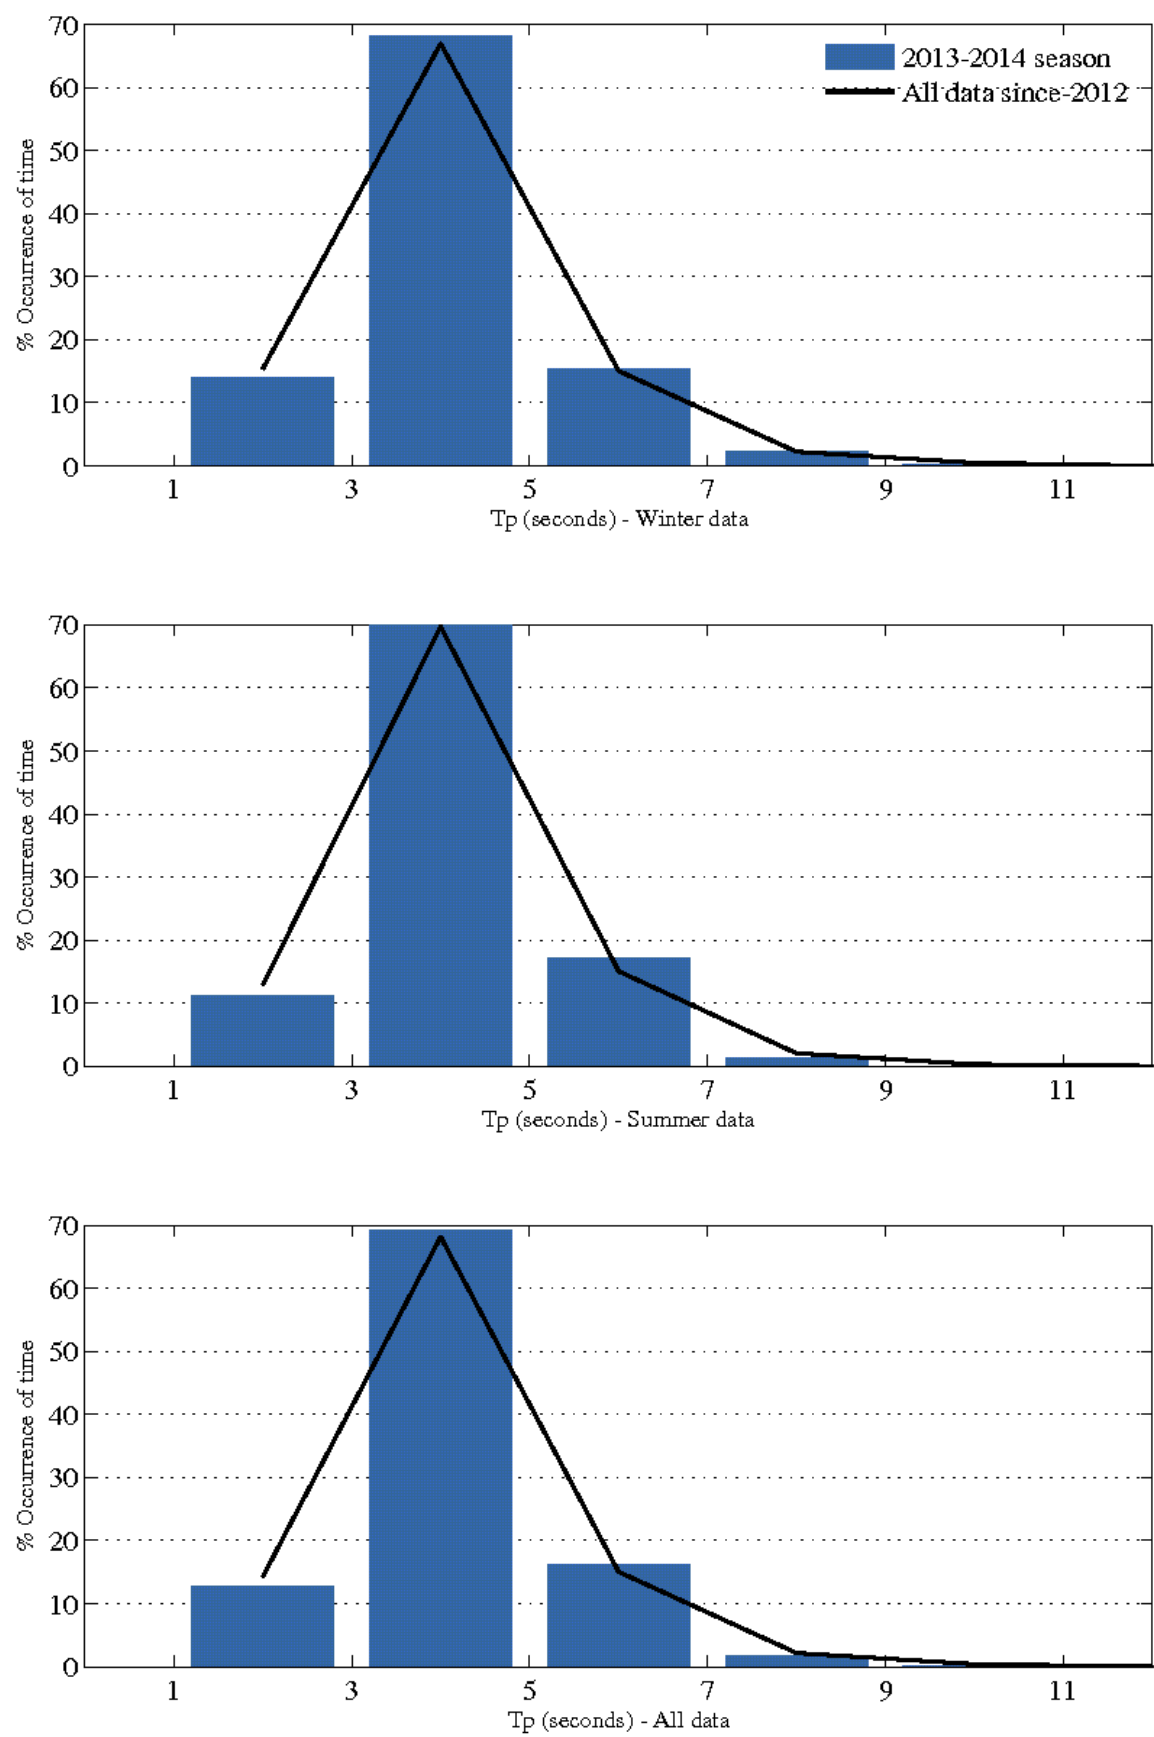 70
60
50
40
30
20
10
0
% Occurrence of time
2013-2014 season
All data since-2012
1 3 5 7 9 11
Tp (seconds) - Winter data
70
60
50
40
30
20
10
0
% Occurrence of time
1 3 5 7 9 11
Tp (seconds) - Summer data
70
60
50
40
30
20
10
0
% Occurrence of time
1 3 5 7 9 11
Tp (seconds) - All data